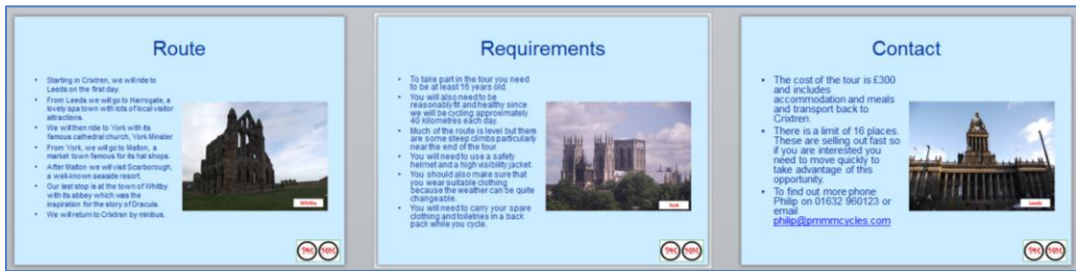 Route
• Starting in Crixtren, we will ride to
Leeds on the first day.
• From Leeds we will go to Harrogate, a
lovely spa town with lots of local visitor
attractions.
• We will then ride to York with its
famous cathedral church, York Minster.
• From York, we will go to Malton, a
market town famous for its hat shops.
• After Malton we will visit Scarborough,
a well-known seaside resort.
• Our last stop is at the town of Whitby
with its abbey which was the
inspiration for the story of Dracula.
• We will return to Crixtren by minibus.
Whitby
Requirements
• To take part in the tour you need
to be at least 16 years old.
• You will also need to be
reasonably fit and healthy since
we will be cycling approximately
40 kilometres each day.
• Much of the route is level but there
are some steep climbs particularly
near the end of the tour.
• You will need to use a safety
helmet and a high visibility jacket.
• You should also make sure that
you wear suitable clothing
because the weather can be quite
changeable.
• You will need to carry your spare
clothing and toiletries in a back
pack while you cycle.
York
Contact
• The cost of the tour is £300
and includes
accommodation and meals
and transport back to
Crixtren.
• There is a limit of 16 places.
These are selling out fast so
if you are interested you
need to move quickly to
take advantage of this
opportunity.
• To find out more phone
Philip on 01632 960123 or
email
philip@pmmmcycles.com
Leeds